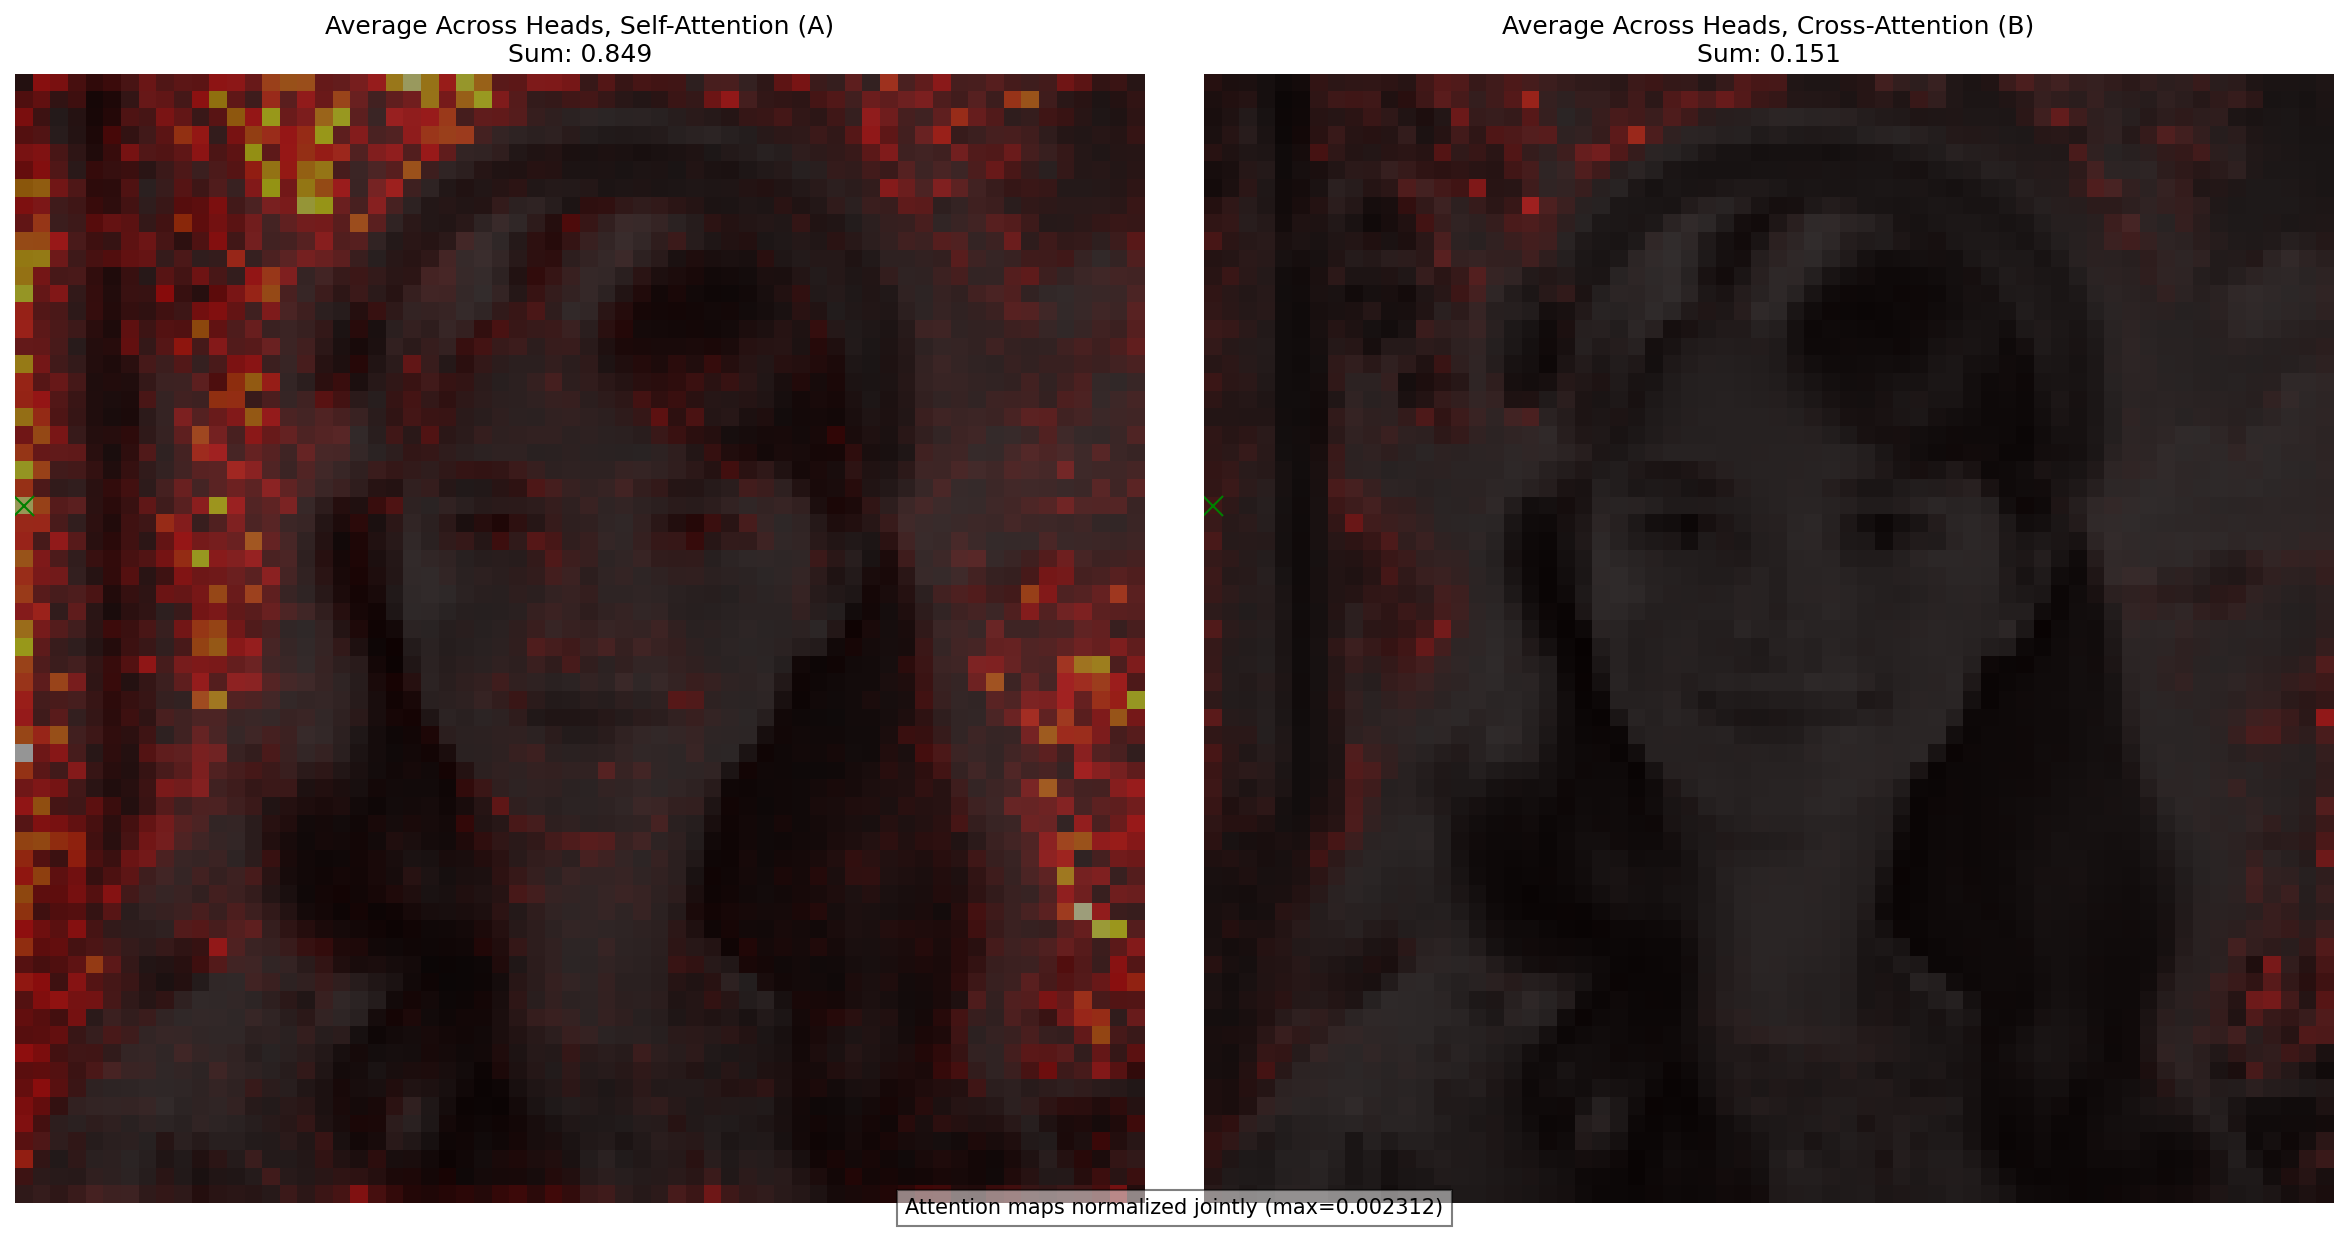 Average Across Heads, Self-Attention (A)
Sum: 0.849
Average Across Heads, Cross-Attention (B)
Sum: 0.151
Attention maps normalized jointly (max=0.002312)